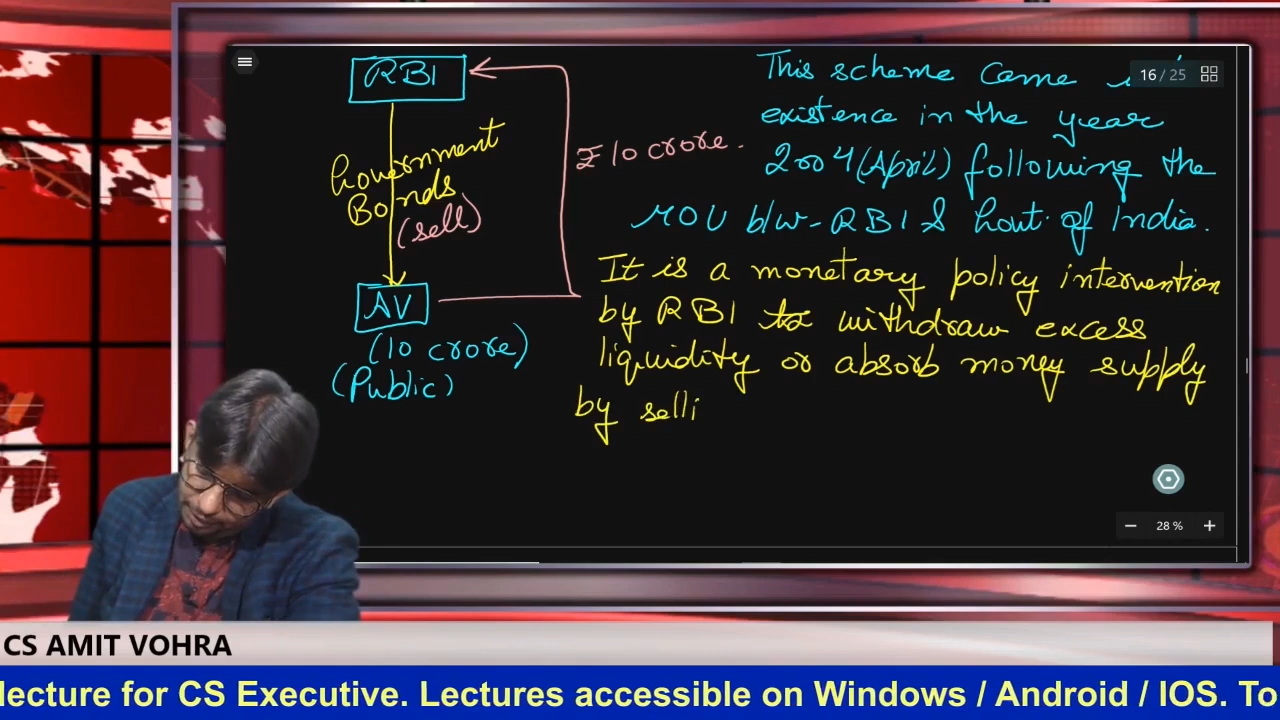 RBI
Government
Bonds
(sell)
AV
(10 crore)
(Public)
₹10 crore.
This scheme came
existence in the year
2004 (April) following the
MOU b/w RBI & Govt. of India.
It is a monetary policy intervention
by RBI to withdraw excess
liquidity or absorb money supply
by selli
16 / 25
28 %
CS AMIT VOHRA
lecture for CS Executive. Lectures accessible on Windows / Android / IOS. To